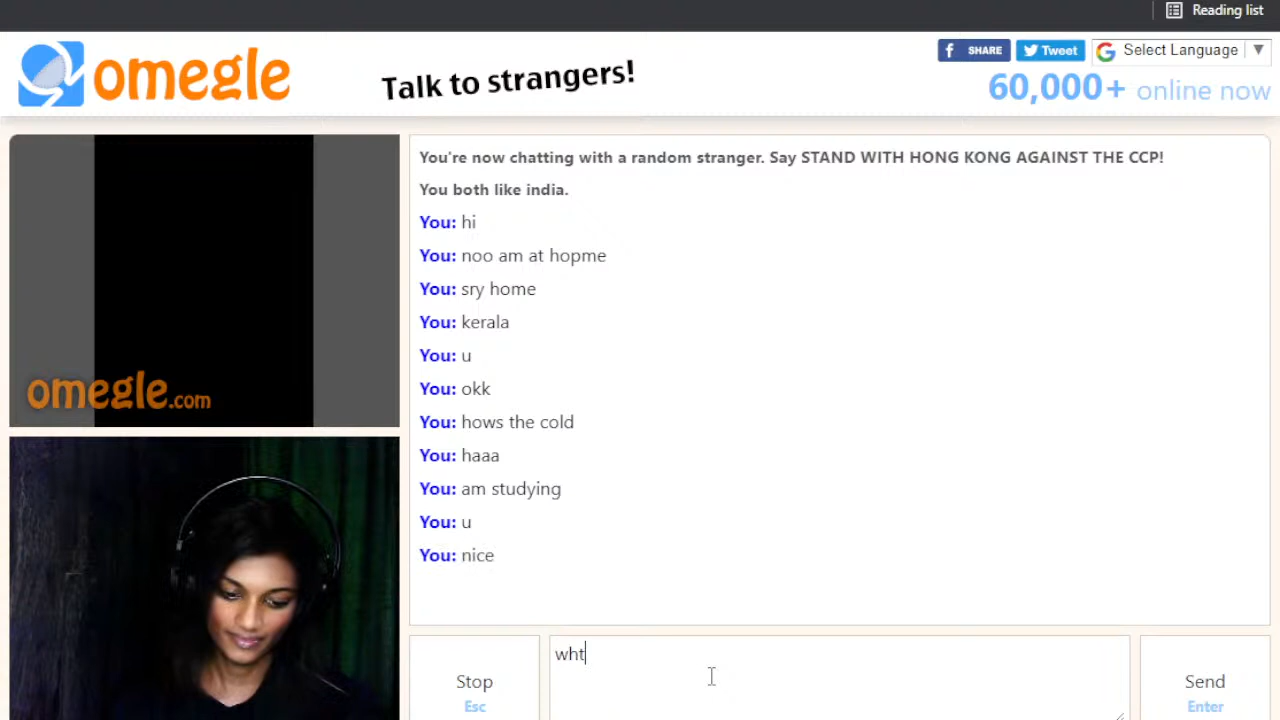 Reading list
omegle
Talk to strangers!
SHARE
Tweet
Select Language
60,000+ online now
You're now chatting with a random stranger. Say STAND WITH HONG KONG AGAINST THE CCP!
You both like india.
You: hi
You: noo am at hopme
You: sry home
You: kerala
You: u
You: okk
You: hows the cold
You: haaa
You: am studying
You: u
You: nice
omegle.com
wht
Stop
Esc
Send
Enter